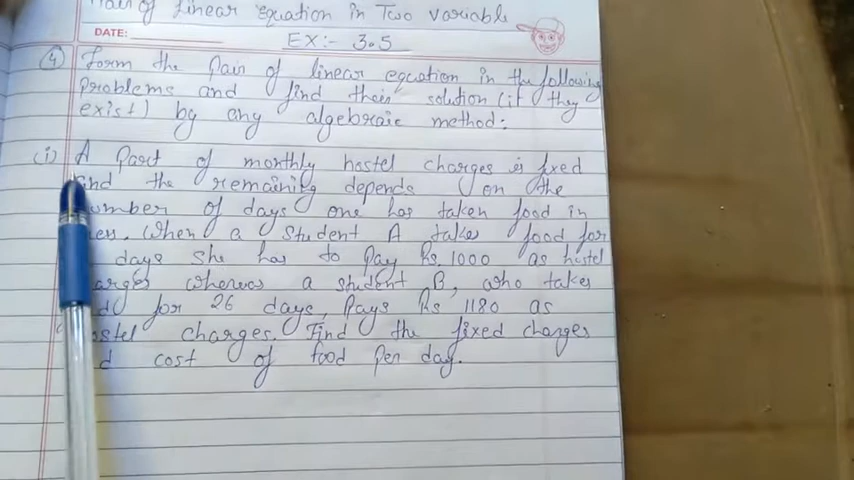 Pair of Linear equation in Two variable
DATE:
EX:- 3.5
(4) Form the Pair of linear equation in the following
Problems and find their solution (if they
exist) by any algebraic method:
(i) A Part of monthly hostel charges is fixed
and the remaining depends on the
number of days one has taken food in
mess. When a Student A takes food for
days she has to Pay Rs 1000 as hostel
charges whereas a student B, who takes
for 26 days, Pays Rs 1180 as
hostel charges. Find the fixed charges
cost of food Per day.